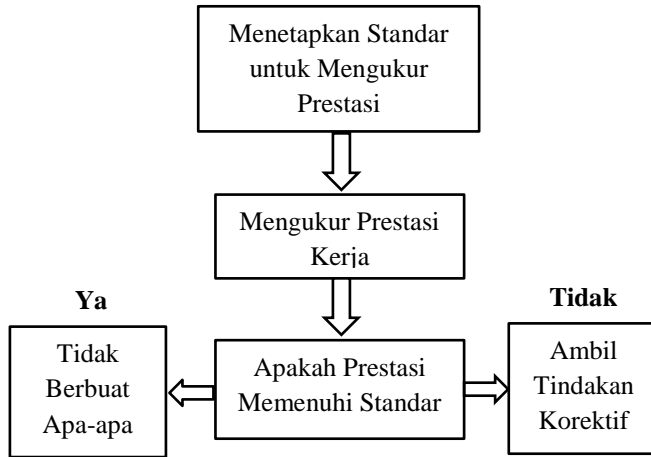 Menetapkan Standar
untuk Mengukur
Prestasi
Mengukur Prestasi
Kerja
Ya
Tidak
Tidak
Berbuat
Apa-apa
Apakah Prestasi
Memenuhi Standar
Ambil
Tindakan
Korektif